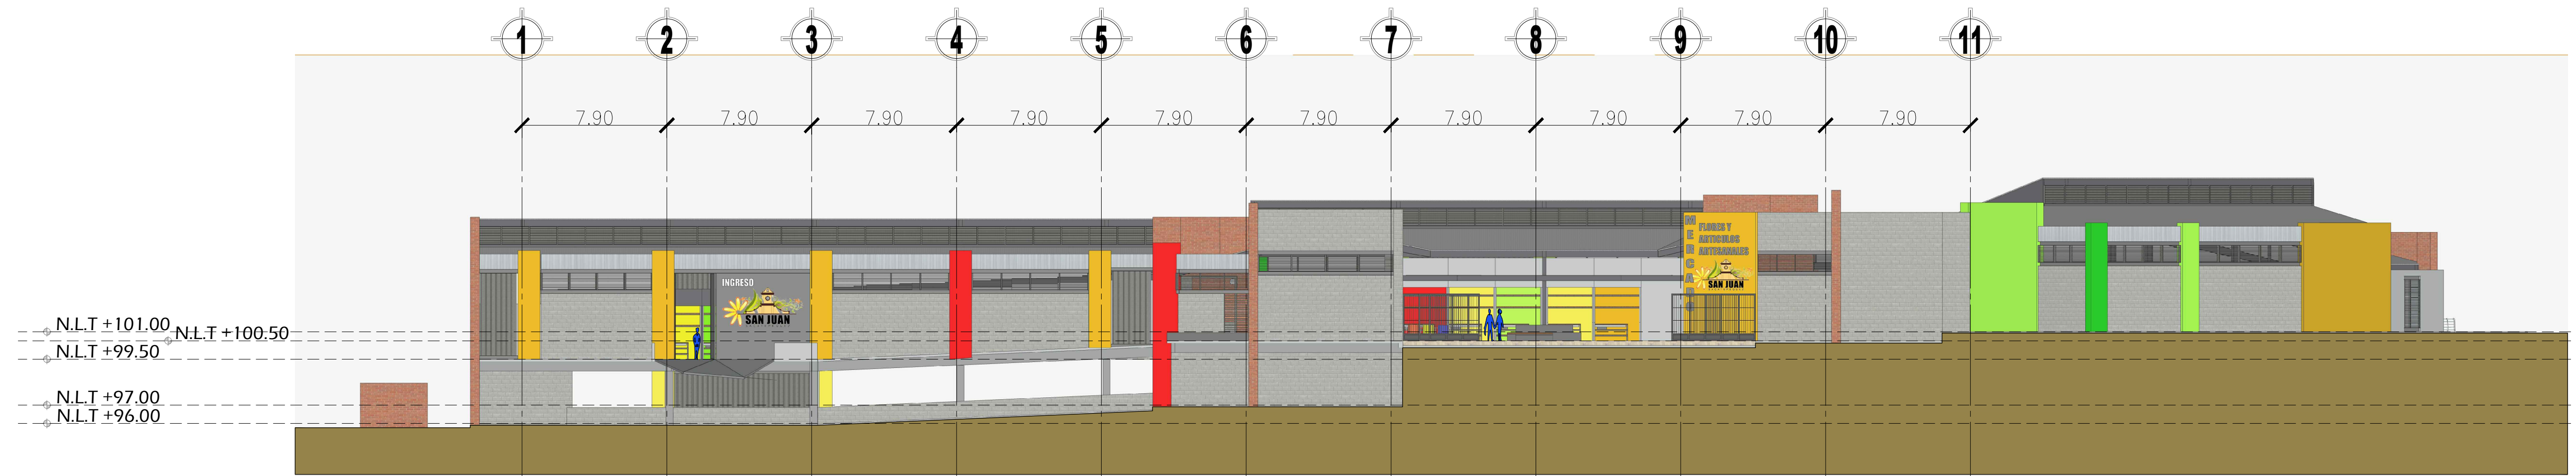 1 2 3 4 5 6 7 8 9 10 11
7.90 7.90 7.90 7.90 7.90 7.90 7.90 7.90 7.90 7.90
INGRESO
SAN JUAN
MERCADO
FLORES Y
ARTICULOS
ARTESANALES
SAN JUAN
N.L.T +101.00
N.L.T +100.50
N.L.T +99.50
N.L.T +97.00
N.L.T +96.00